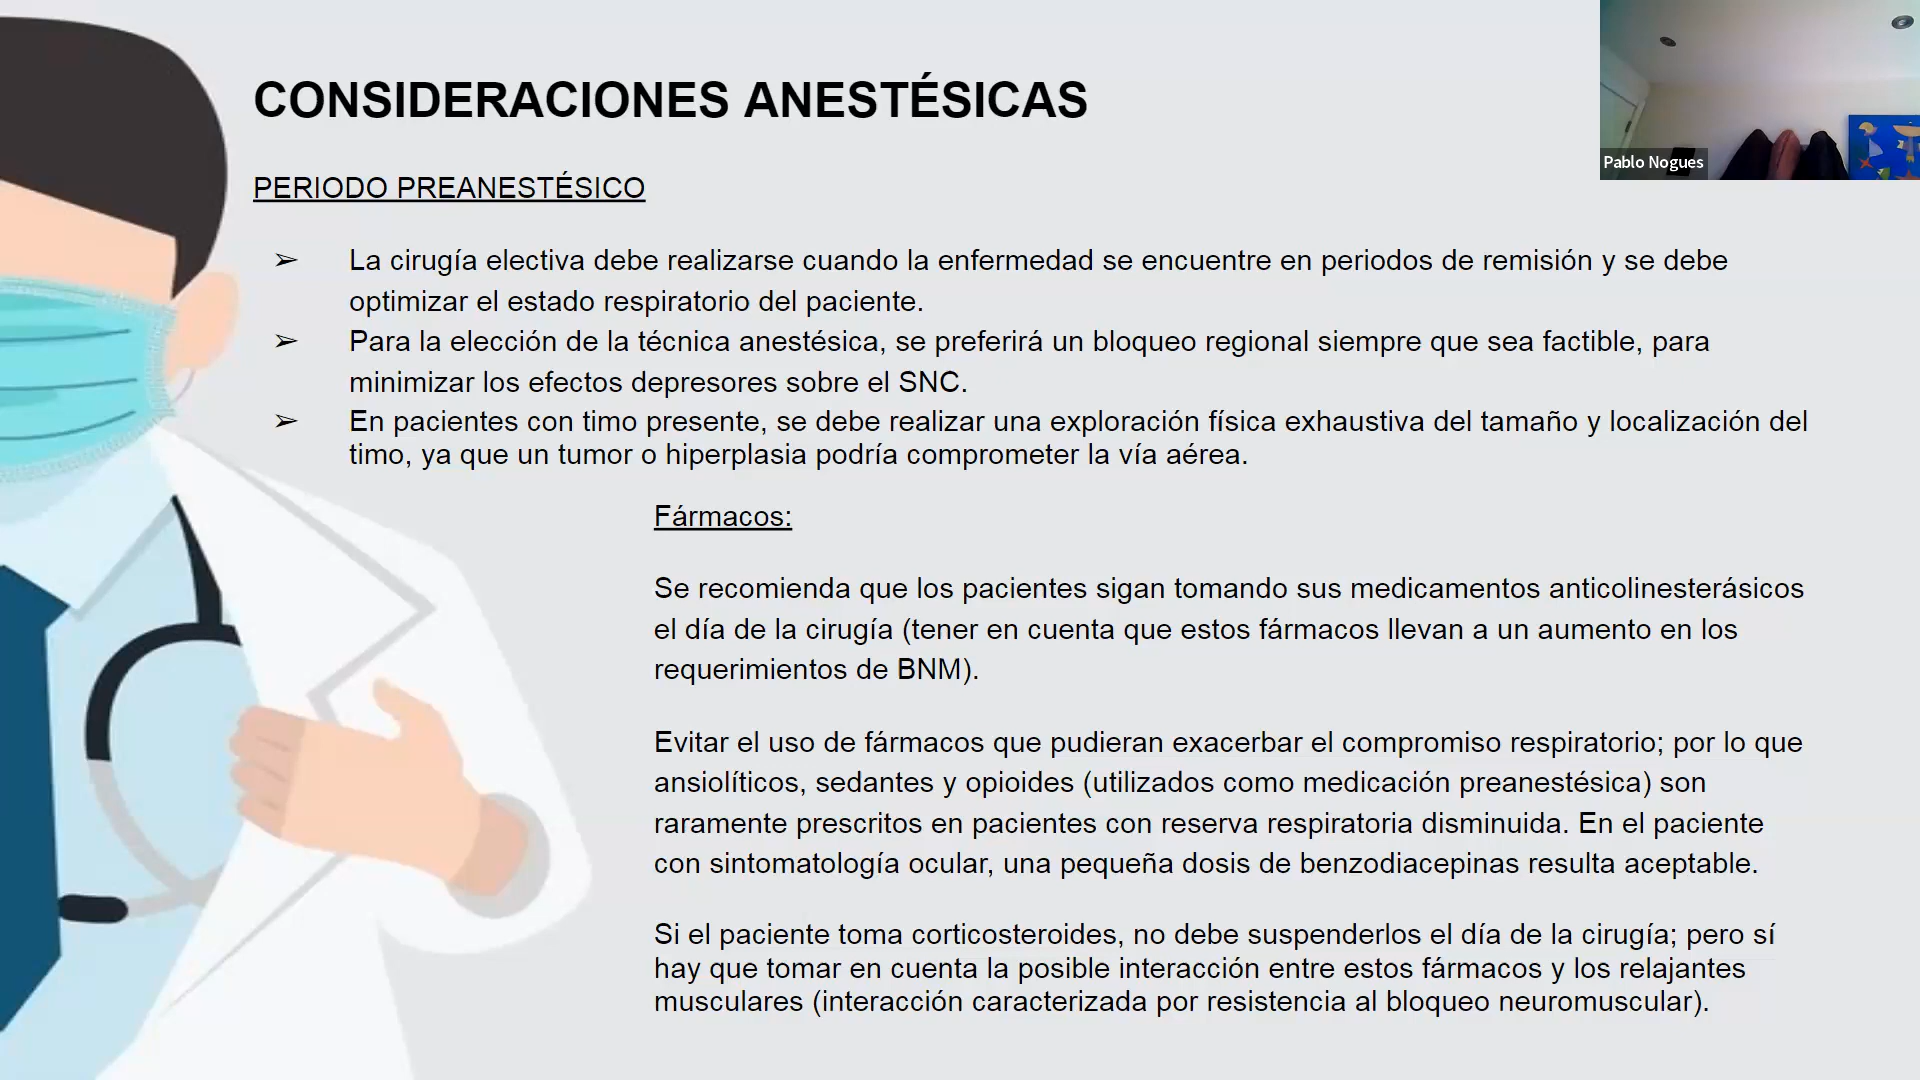 CONSIDERACIONES ANESTÉSICAS
Pablo Nogues
PERIODO PREANESTÉSICO
➢ La cirugía electiva debe realizarse cuando la enfermedad se encuentre en periodos de remisión y se debe
optimizar el estado respiratorio del paciente.
➢ Para la elección de la técnica anestésica, se preferirá un bloqueo regional siempre que sea factible, para
minimizar los efectos depresores sobre el SNC.
➢ En pacientes con timo presente, se debe realizar una exploración física exhaustiva del tamaño y localización del
timo, ya que un tumor o hiperplasia podría comprometer la vía aérea.
Fármacos:
Se recomienda que los pacientes sigan tomando sus medicamentos anticolinesterásicos
el día de la cirugía (tener en cuenta que estos fármacos llevan a un aumento en los
requerimientos de BNM).
Evitar el uso de fármacos que pudieran exacerbar el compromiso respiratorio; por lo que
ansiolíticos, sedantes y opioides (utilizados como medicación preanestésica) son
raramente prescritos en pacientes con reserva respiratoria disminuida. En el paciente
con sintomatología ocular, una pequeña dosis de benzodiacepinas resulta aceptable.
Si el paciente toma corticosteroides, no debe suspenderlos el día de la cirugía; pero sí
hay que tomar en cuenta la posible interacción entre estos fármacos y los relajantes
musculares (interacción caracterizada por resistencia al bloqueo neuromuscular).